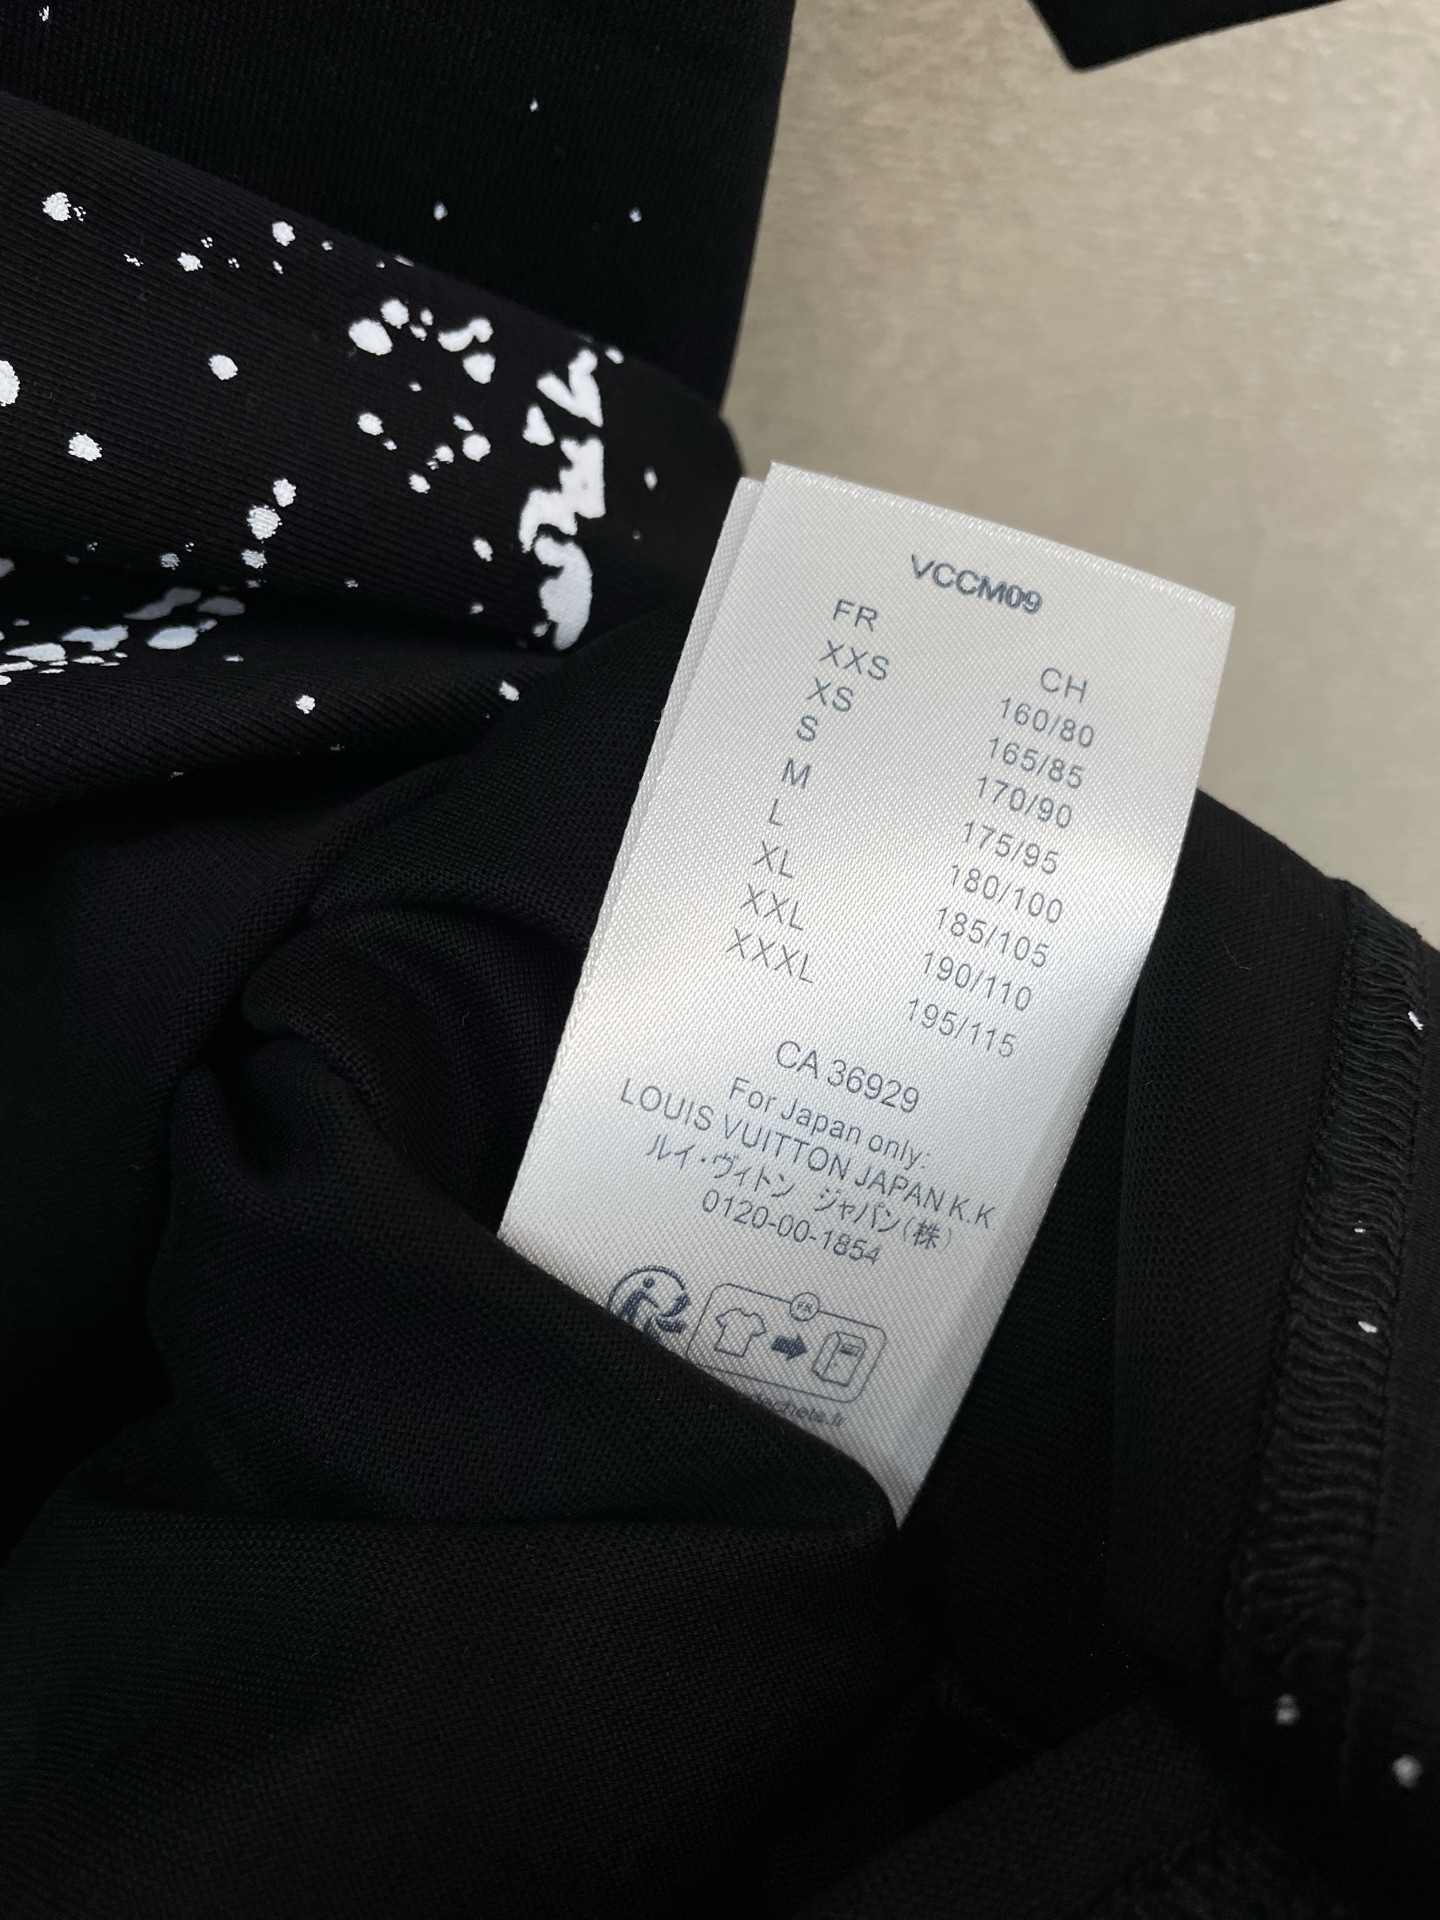 VCCM09
FR CH
XXS 160/80
XS 165/85
S 170/90
M 175/95
L 180/100
XL 185/105
XXL 190/110
XXXL 195/115
CA 36929
For Japan only:
LOUIS VUITTON JAPAN K.K
ルイ・ヴィトン ジャパン(株)
0120-00-1854
FR